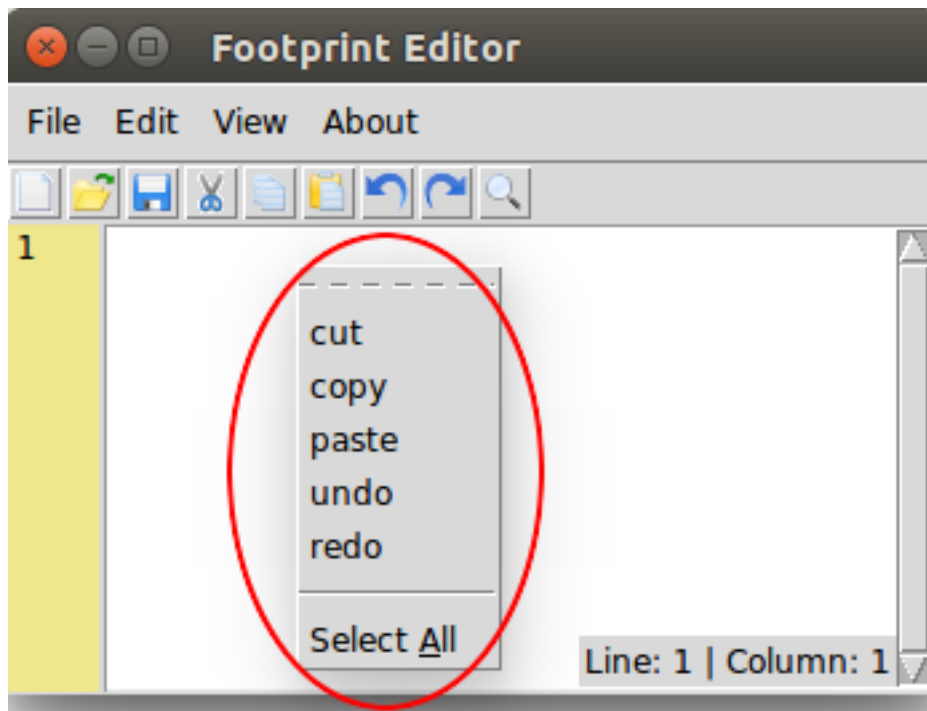 Footprint Editor
File Edit View About
1
cut
copy
paste
undo
redo
Select All
Line: 1 | Column: 1